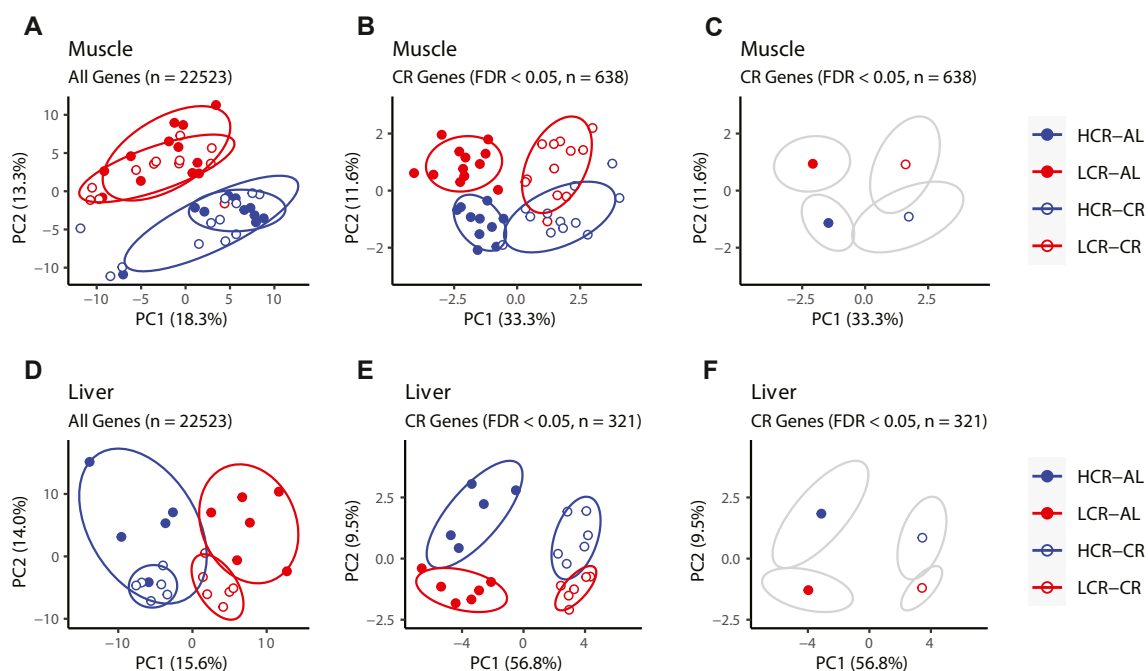 A
Muscle
All Genes (n = 22523)
10
5
0
−5
−10
PC2 (13.3%)
−10
−5
0
5
10
PC1 (18.3%)
B
Muscle
CR Genes (FDR < 0.05, n = 638)
2
0
−2
PC2 (11.6%)
−2.5
0.0
2.5
PC1 (33.3%)
C
Muscle
CR Genes (FDR < 0.05, n = 638)
2
0
−2
PC2 (11.6%)
−2.5
0.0
2.5
PC1 (33.3%)
HCR−AL
LCR−AL
HCR−CR
LCR−CR
D
Liver
All Genes (n = 22523)
10
0
−10
PC2 (14.0%)
−10
0
10
PC1 (15.6%)
E
Liver
CR Genes (FDR < 0.05, n = 321)
2.5
0.0
−2.5
PC2 (9.5%)
−4
0
4
PC1 (56.8%)
F
Liver
CR Genes (FDR < 0.05, n = 321)
2.5
0.0
−2.5
PC2 (9.5%)
−4
0
4
PC1 (56.8%)
HCR−AL
LCR−AL
HCR−CR
LCR−CR